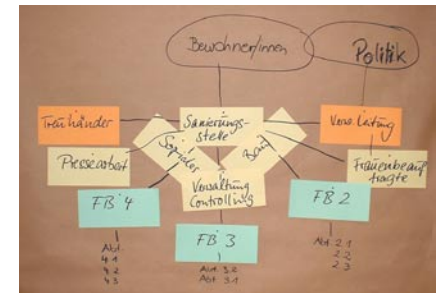 Bewohner/innen
Politik
Treuhänder
Sanierungs-
stelle
Verw.Leitung
Pressearbeit
Soziales
Bau
Frauenbeauf
tragte
Verwaltung
Controlling
FB 4
FB 3
FB 2
Abt.
4 1
4 2
4 3
Abt 3.2
Abt 3.1
Abt. 2 1
2 2
2 3